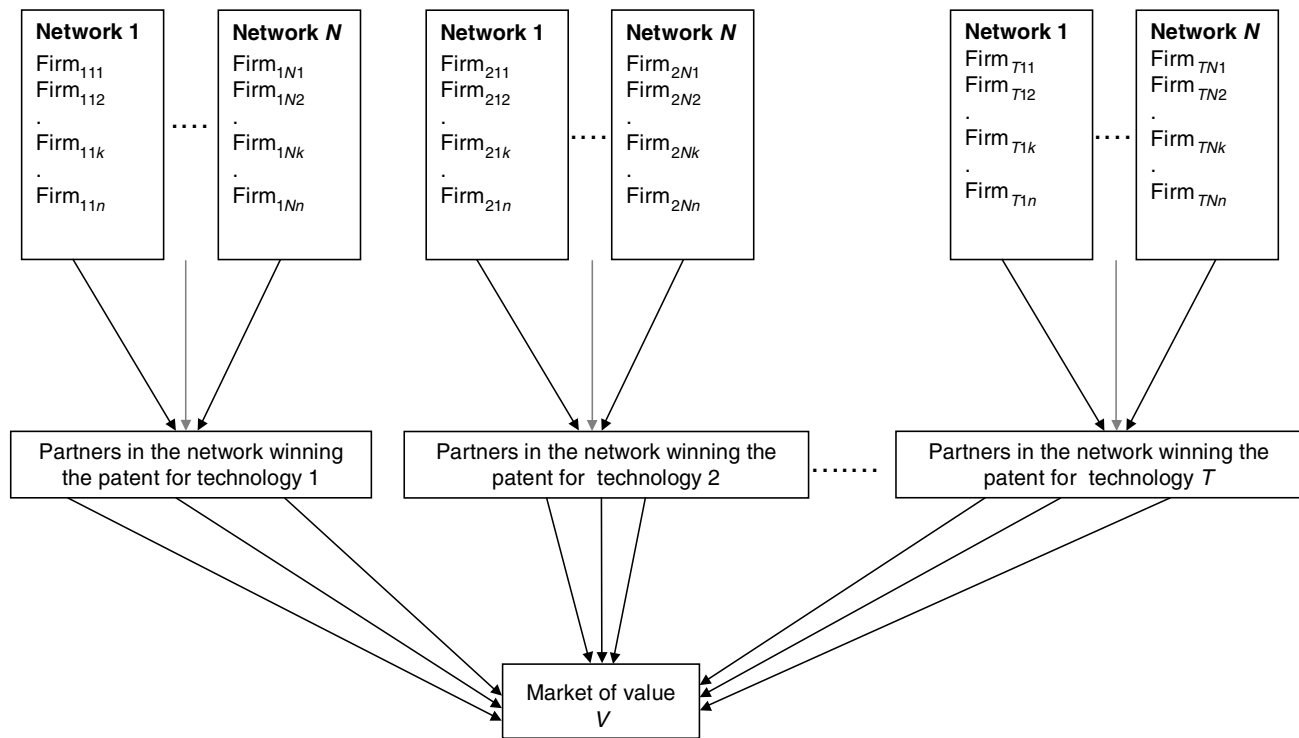 Network 1
Firm111
Firm112
.
Firm11k
.
Firm11n
....
Network N
Firm1N1
Firm1N2
.
Firm1Nk
.
Firm1Nn
Network 1
Firm211
Firm212
.
Firm21k
.
Firm21n
....
Network N
Firm2N1
Firm2N2
.
Firm2Nk
.
Firm2Nn
Network 1
FirmT11
FirmT12
.
FirmT1k
.
FirmT1n
....
Network N
FirmTN1
FirmTN2
.
FirmTNk
.
FirmTNn
Partners in the network winning
the patent for technology 1
Partners in the network winning the
patent for technology 2
.......
Partners in the network winning the
patent for technology T
Market of value
V